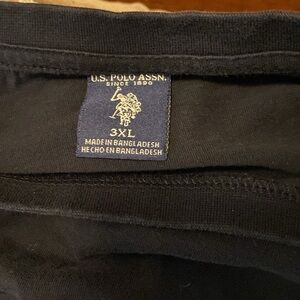 U.S. POLO ASSN.
SINCE 1890
3XL
MADE IN BANGLADESH
HECHO EN BANGLADESH